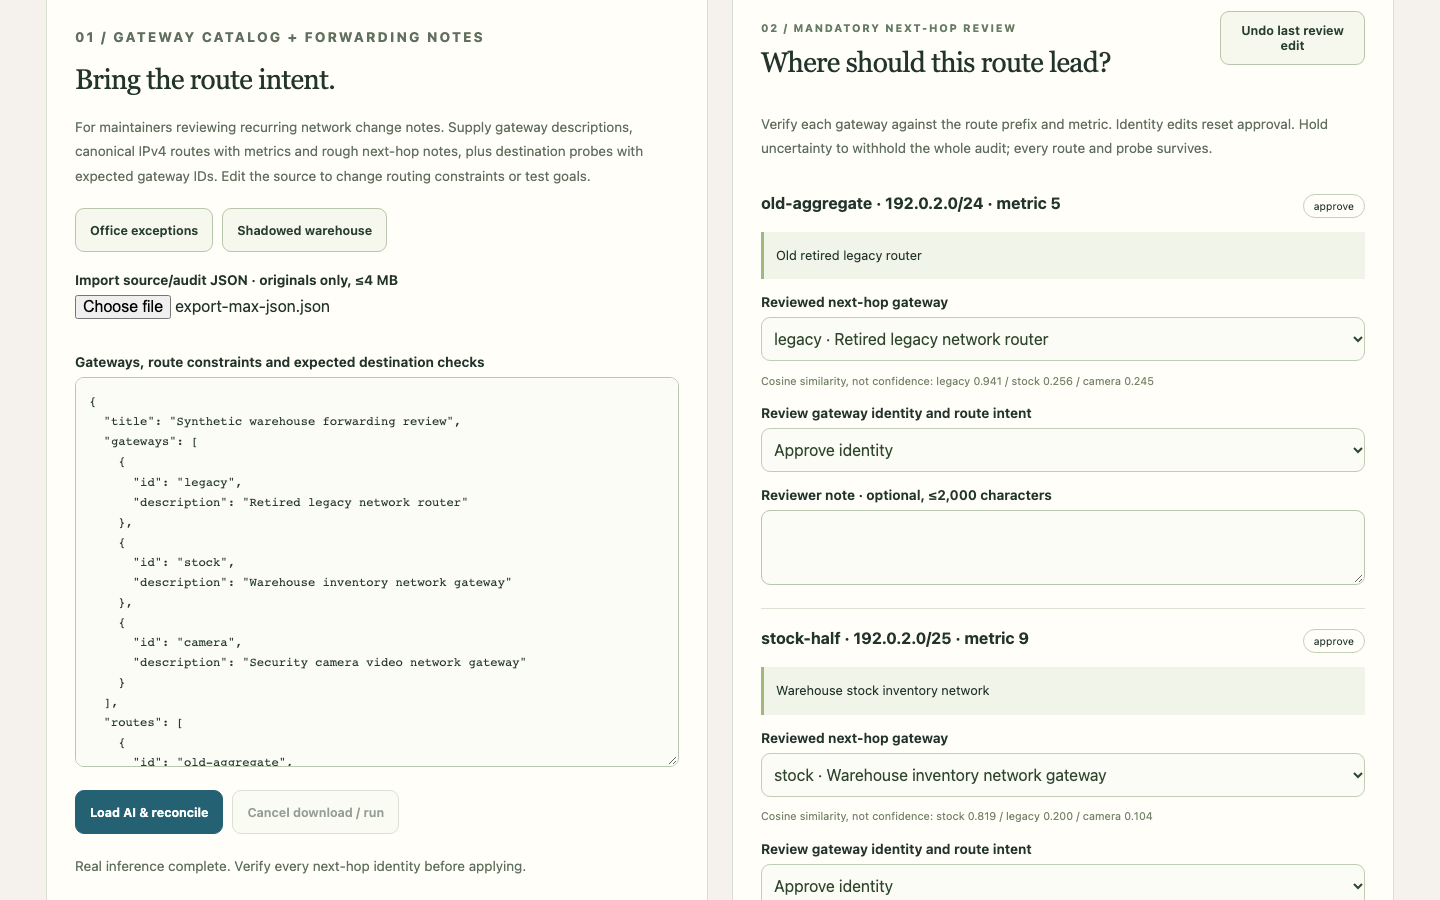 01 / GATEWAY CATALOG + FORWARDING NOTES
Bring the route intent.
For maintainers reviewing recurring network change notes. Supply gateway descriptions,
canonical IPv4 routes with metrics and rough next-hop notes, plus destination probes with
expected gateway IDs. Edit the source to change routing constraints or test goals.
Office exceptions
Shadowed warehouse
Import source/audit JSON · originals only, ≤4 MB
Choose file export-max-json.json
Gateways, route constraints and expected destination checks
{
"title": "Synthetic warehouse forwarding review",
"gateways": [
{
"id": "legacy",
"description": "Retired legacy network router"
},
{
"id": "stock",
"description": "Warehouse inventory network gateway"
},
{
"id": "camera",
"description": "Security camera video network gateway"
}
],
"routes": [
{
"id": "old-aggregate",
Load AI & reconcile
Cancel download / run
Real inference complete. Verify every next-hop identity before applying.
02 / MANDATORY NEXT-HOP REVIEW
Where should this route lead?
Undo last review
edit
Verify each gateway against the route prefix and metric. Identity edits reset approval. Hold
uncertainty to withhold the whole audit; every route and probe survives.
old-aggregate · 192.0.2.0/24 · metric 5
approve
Old retired legacy router
Reviewed next-hop gateway
legacy · Retired legacy network router
Cosine similarity, not confidence: legacy 0.941 / stock 0.256 / camera 0.245
Review gateway identity and route intent
Approve identity
Reviewer note · optional, ≤2,000 characters
stock-half · 192.0.2.0/25 · metric 9
approve
Warehouse stock inventory network
Reviewed next-hop gateway
stock · Warehouse inventory network gateway
Cosine similarity, not confidence: stock 0.819 / legacy 0.200 / camera 0.104
Review gateway identity and route intent
Approve identity